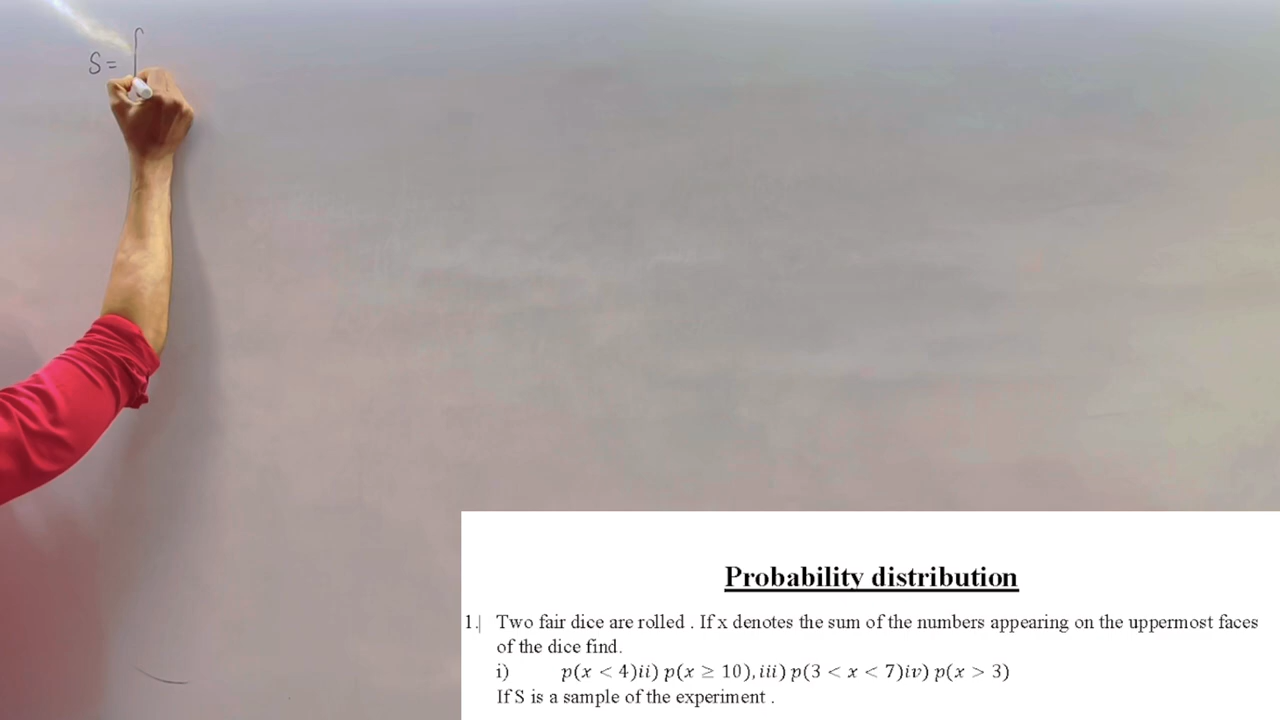 S = {
Probability distribution
1. Two fair dice are rolled . If x denotes the sum of the numbers appearing on the uppermost faces
of the dice find.
i) p(x < 4)ii) p(x ≥ 10), iii) p(3 < x < 7)iv) p(x > 3)
If S is a sample of the experiment .